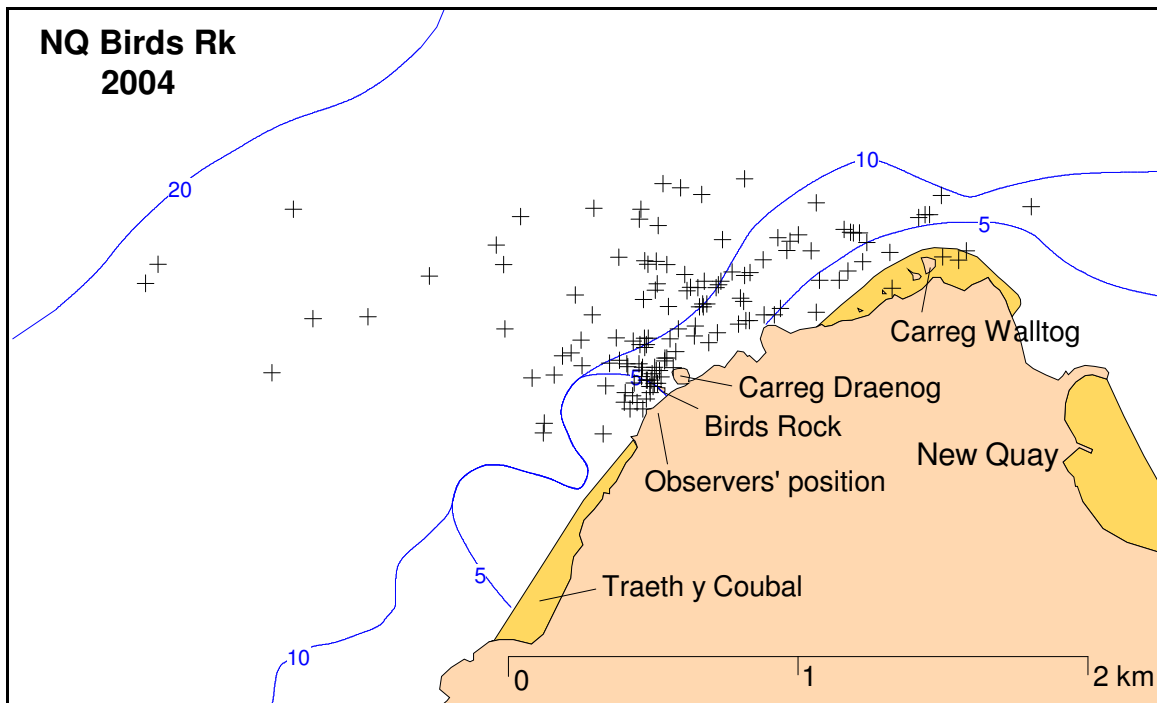 NQ Birds Rk
2004
10
20
5
Carreg Walltog
5
Carreg Draenog
Birds Rock
New Quay
Observers' position
5
Traeth y Coubal
10
0
1
2 km